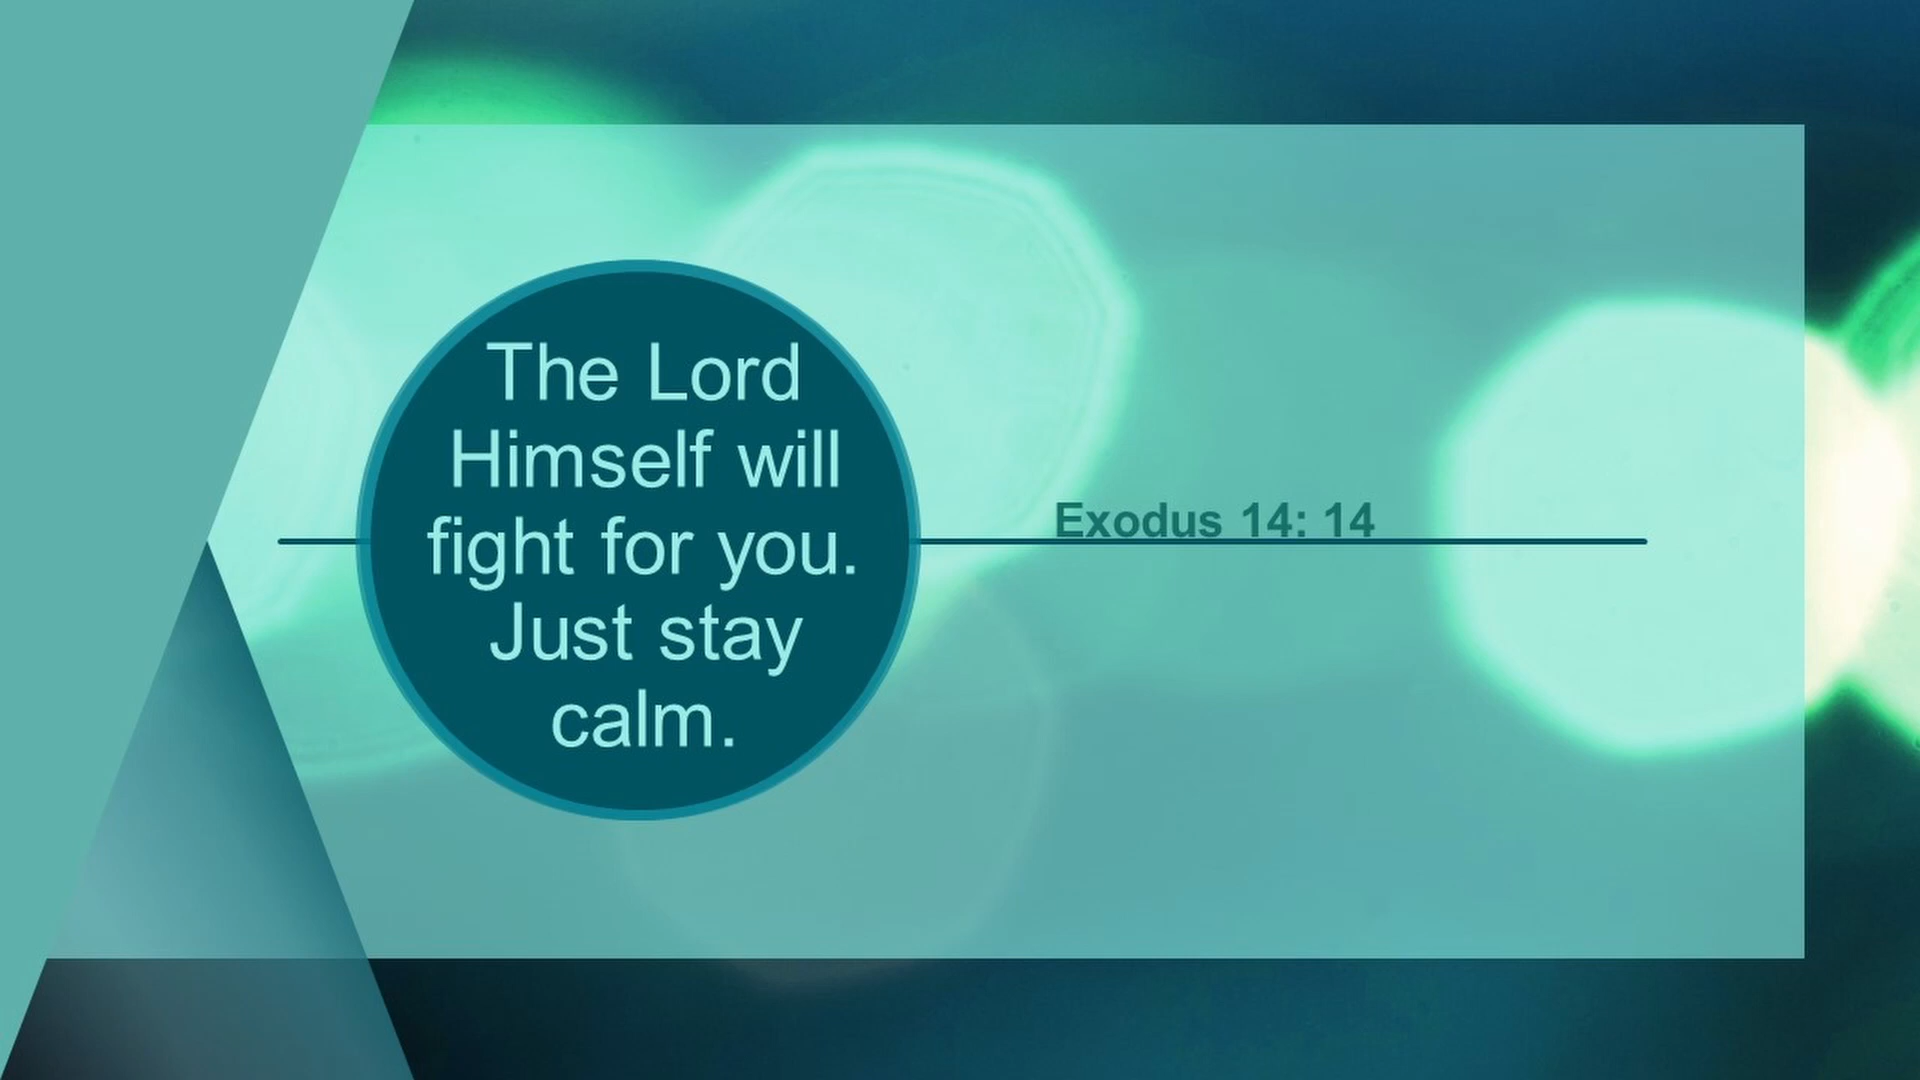 The Lord
Himself will
fight for you.
Just stay
calm.
Exodus 14: 14